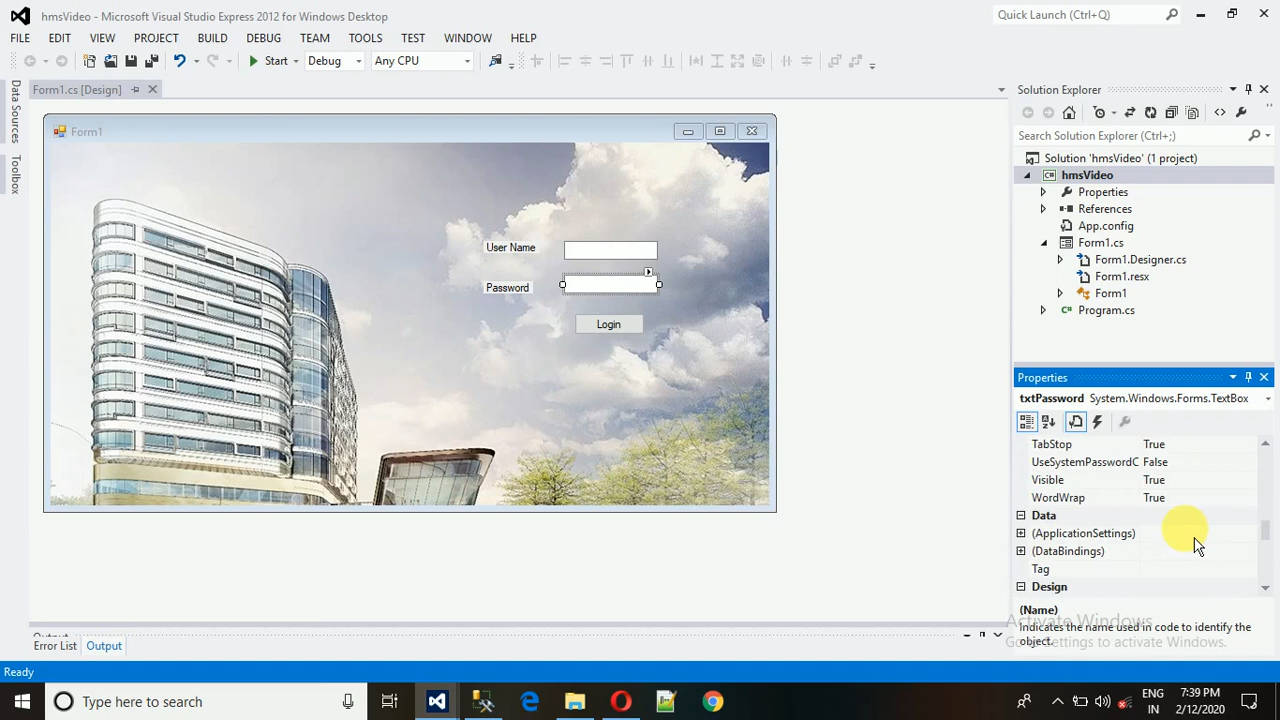 hmsVideo - Microsoft Visual Studio Express 2012 for Windows Desktop
Quick Launch (Ctrl+Q)
FILE EDIT VIEW PROJECT BUILD DEBUG TEAM TOOLS TEST WINDOW HELP
Start Debug Any CPU
Data Sources
Toolbox
Form1.cs [Design]
Form1
User Name
Password
Login
Solution Explorer
Search Solution Explorer (Ctrl+;)
Solution 'hmsVideo' (1 project)
hmsVideo
Properties
References
App.config
Form1.cs
Form1.Designer.cs
Form1.resx
Form1
Program.cs
Properties
txtPassword System.Windows.Forms.TextBox
TabStop True
UseSystemPasswordC False
Visible True
WordWrap True
Data
(ApplicationSettings)
(DataBindings)
Tag
Design
(Name)
Indicates the name used in code to identify the
object.
Activate Windows
Go to Settings to activate Windows.
Output
Error List Output
Ready
Type here to search
ENG
IN
7:39 PM
2/12/2020